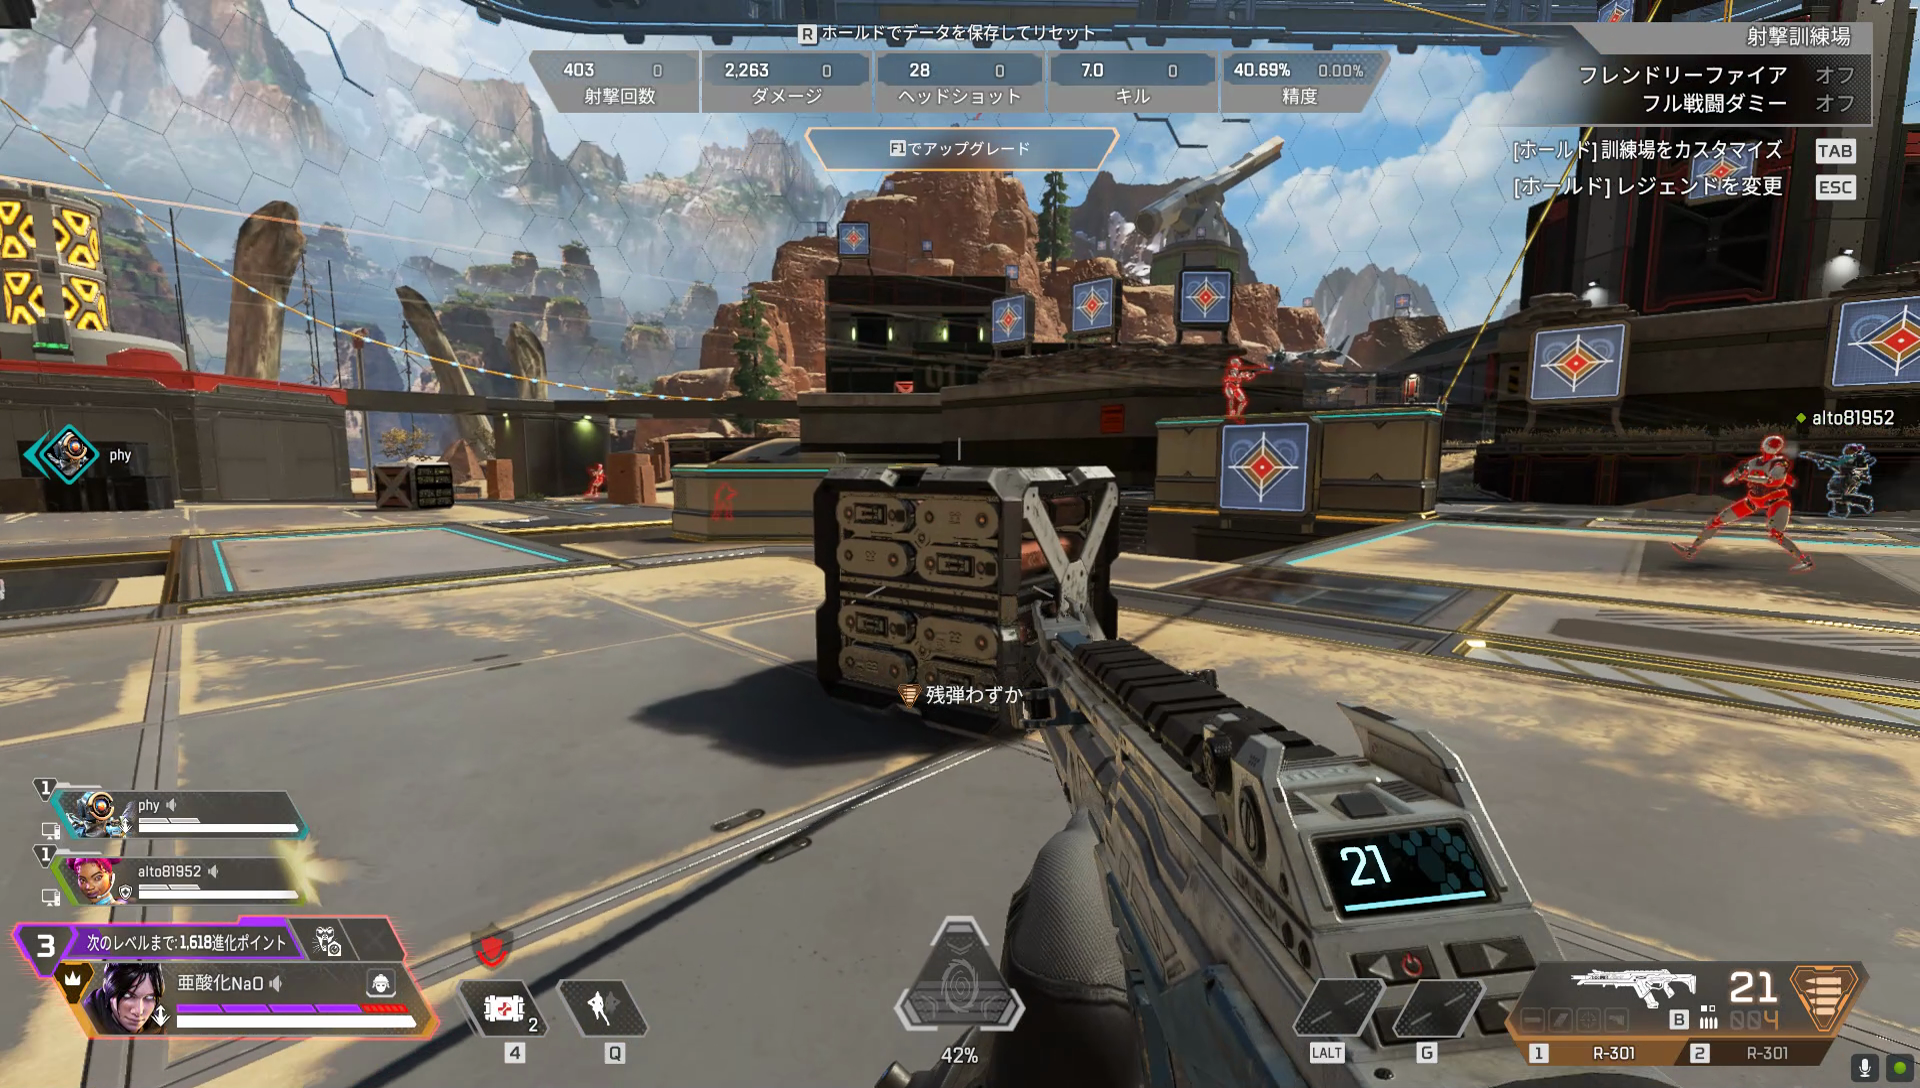 R ホールドでデータを保存してリセット
403 0 射撃回数
2,263 0 ダメージ
28 0 ヘッドショット
7.0 0 キル
40.69% 0.00% 精度
F1 でアップグレード
射撃訓練場
フレンドリーファイア オフ
フル戦闘ダミー オフ
[ホールド] 訓練場をカスタマイズ TAB
[ホールド] レジェンドを変更 ESC
alto81952
phy
残弾わずか
21
1
phy
1
alto81952
3 次のレベルまで: 1,618進化ポイント
亜酸化NaO
2
4
Q
42%
LALT
G
21
B 004
1 R-301
2 R-301